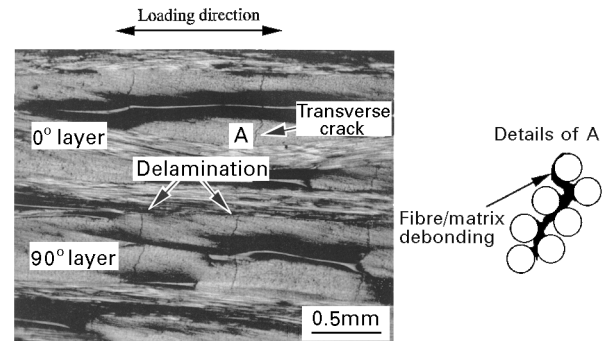 Loading direction
Transverse
crack
0° layer
A
Details of A
Delamination
Fibre/matrix
debonding
90° layer
0.5mm